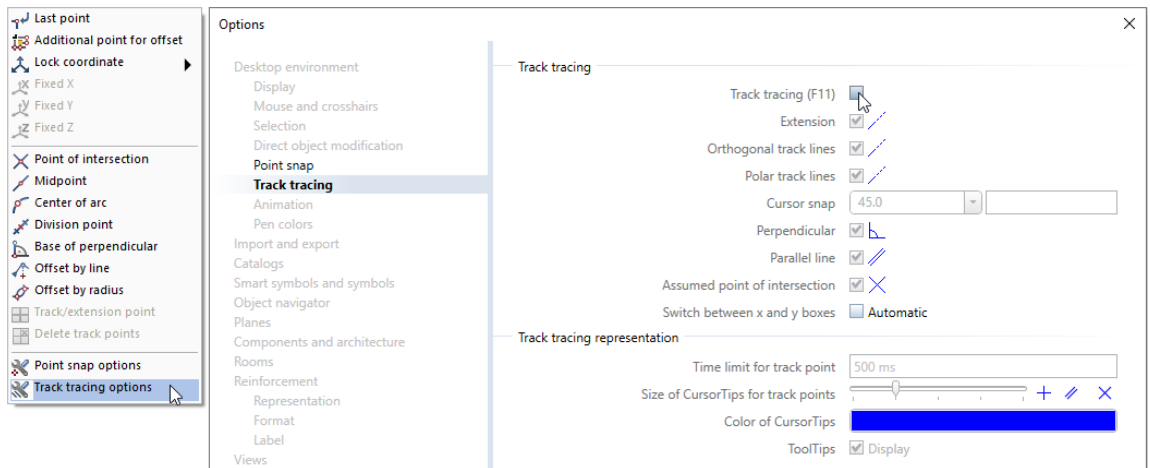 Last point
Additional point for offset
Lock coordinate
Fixed X
Fixed Y
Fixed Z
Point of intersection
Midpoint
Center of arc
Division point
Base of perpendicular
Offset by line
Offset by radius
Track/extension point
Delete track points
Point snap options
Track tracing options
Options
Desktop environment
Display
Mouse and crosshairs
Selection
Direct object modification
Point snap
Track tracing
Animation
Pen colors
Import and export
Catalogs
Smart symbols and symbols
Object navigator
Planes
Components and architecture
Rooms
Reinforcement
Representation
Format
Label
Views
Track tracing
Track tracing (F11)
Extension
Orthogonal track lines
Polar track lines
Cursor snap 45.0
Perpendicular
Parallel line
Assumed point of intersection
Switch between x and y boxes Automatic
Track tracing representation
Time limit for track point 500 ms
Size of CursorTips for track points
Color of CursorTips
ToolTips Display